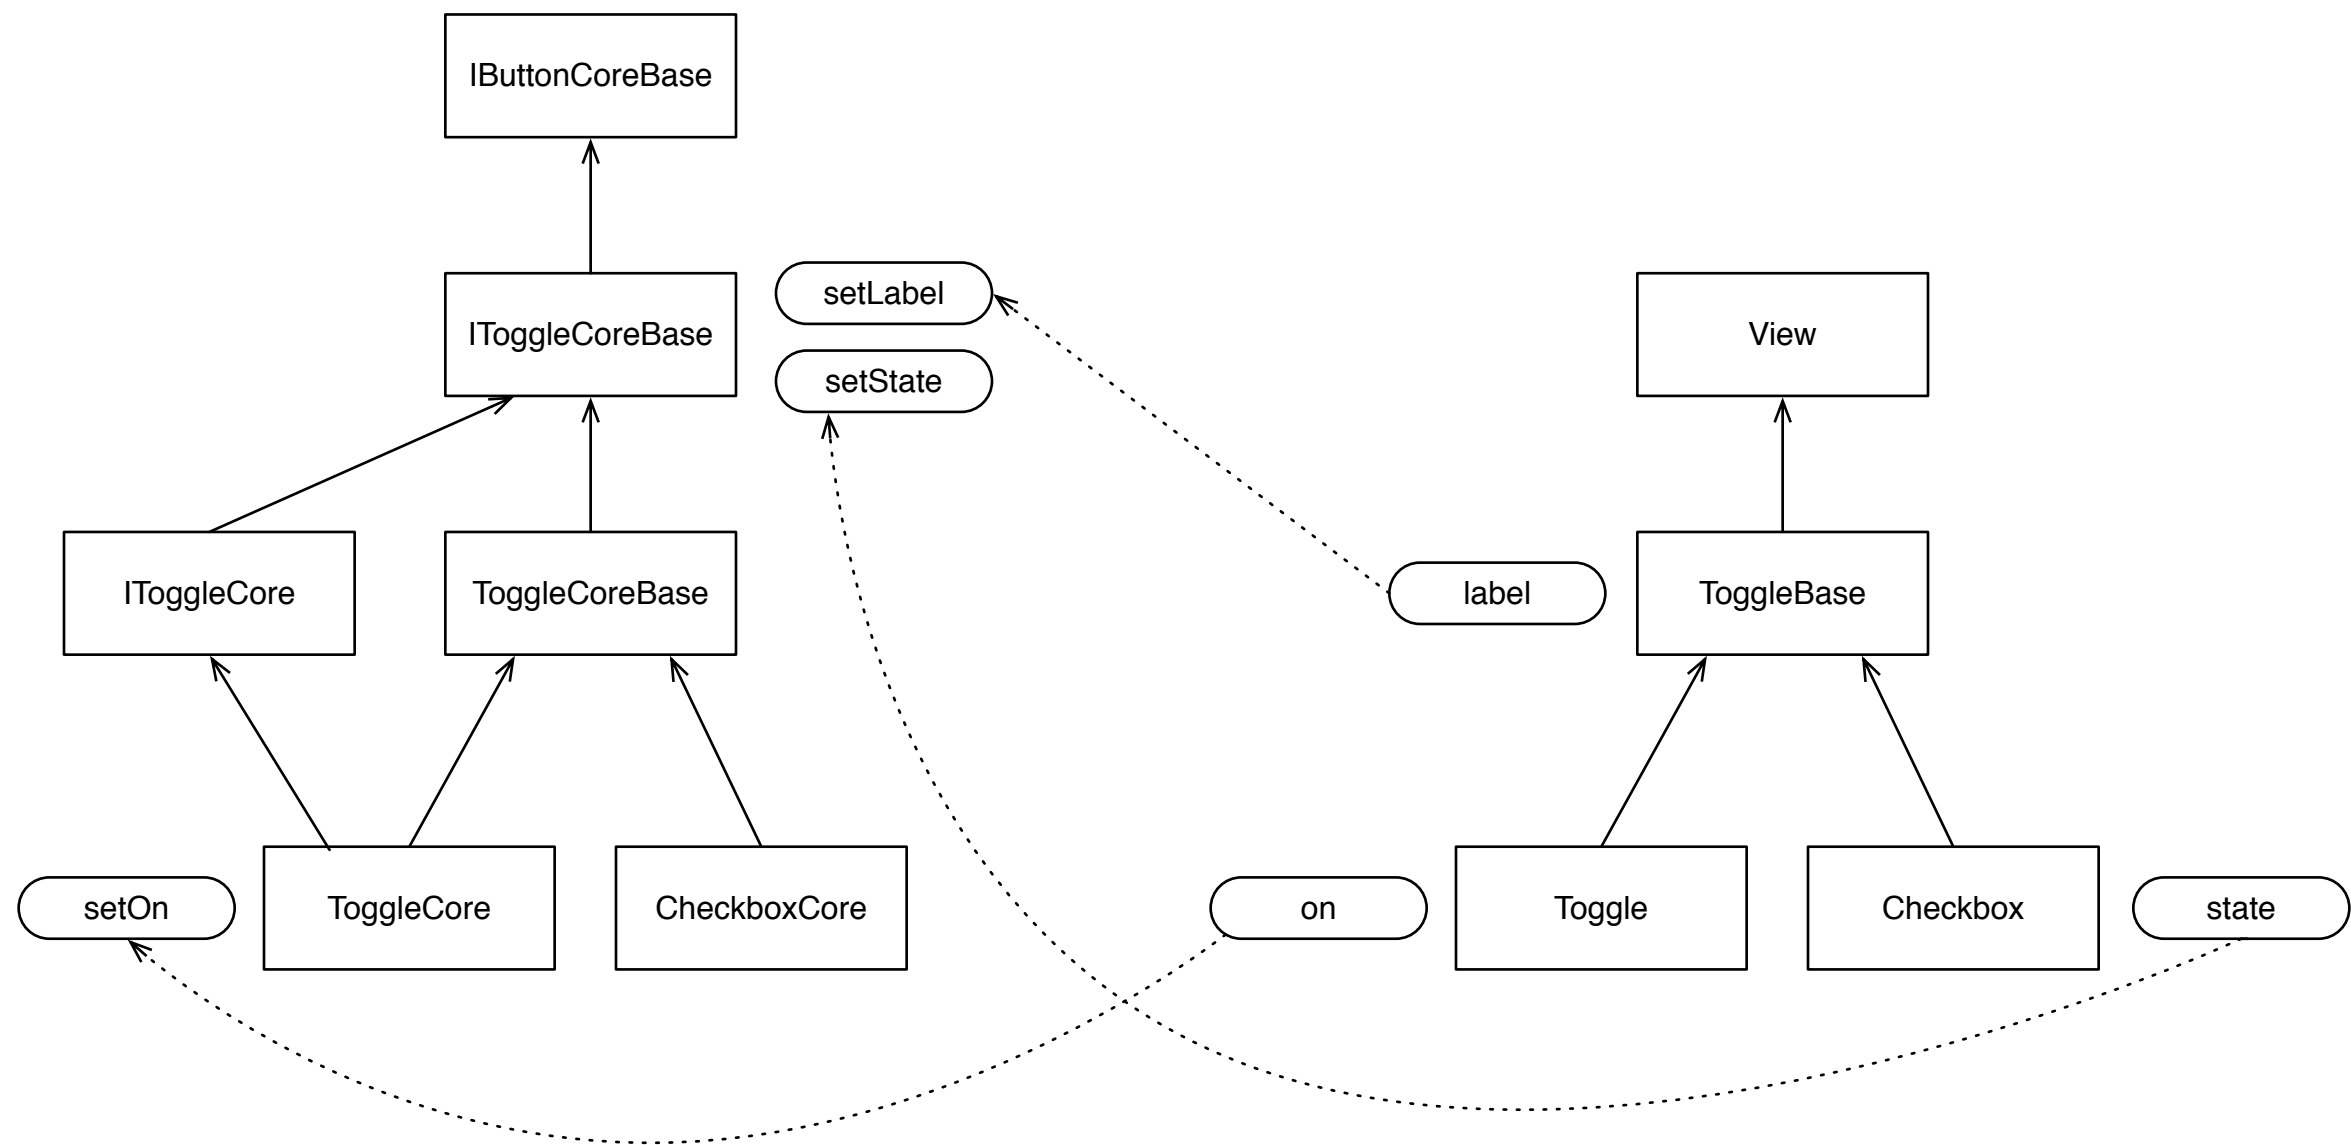 IButtonCoreBase
setLabel
IToggleCoreBase
View
setState
IToggleCore
ToggleCoreBase
label
ToggleBase
setOn
ToggleCore
CheckboxCore
on
Toggle
Checkbox
state